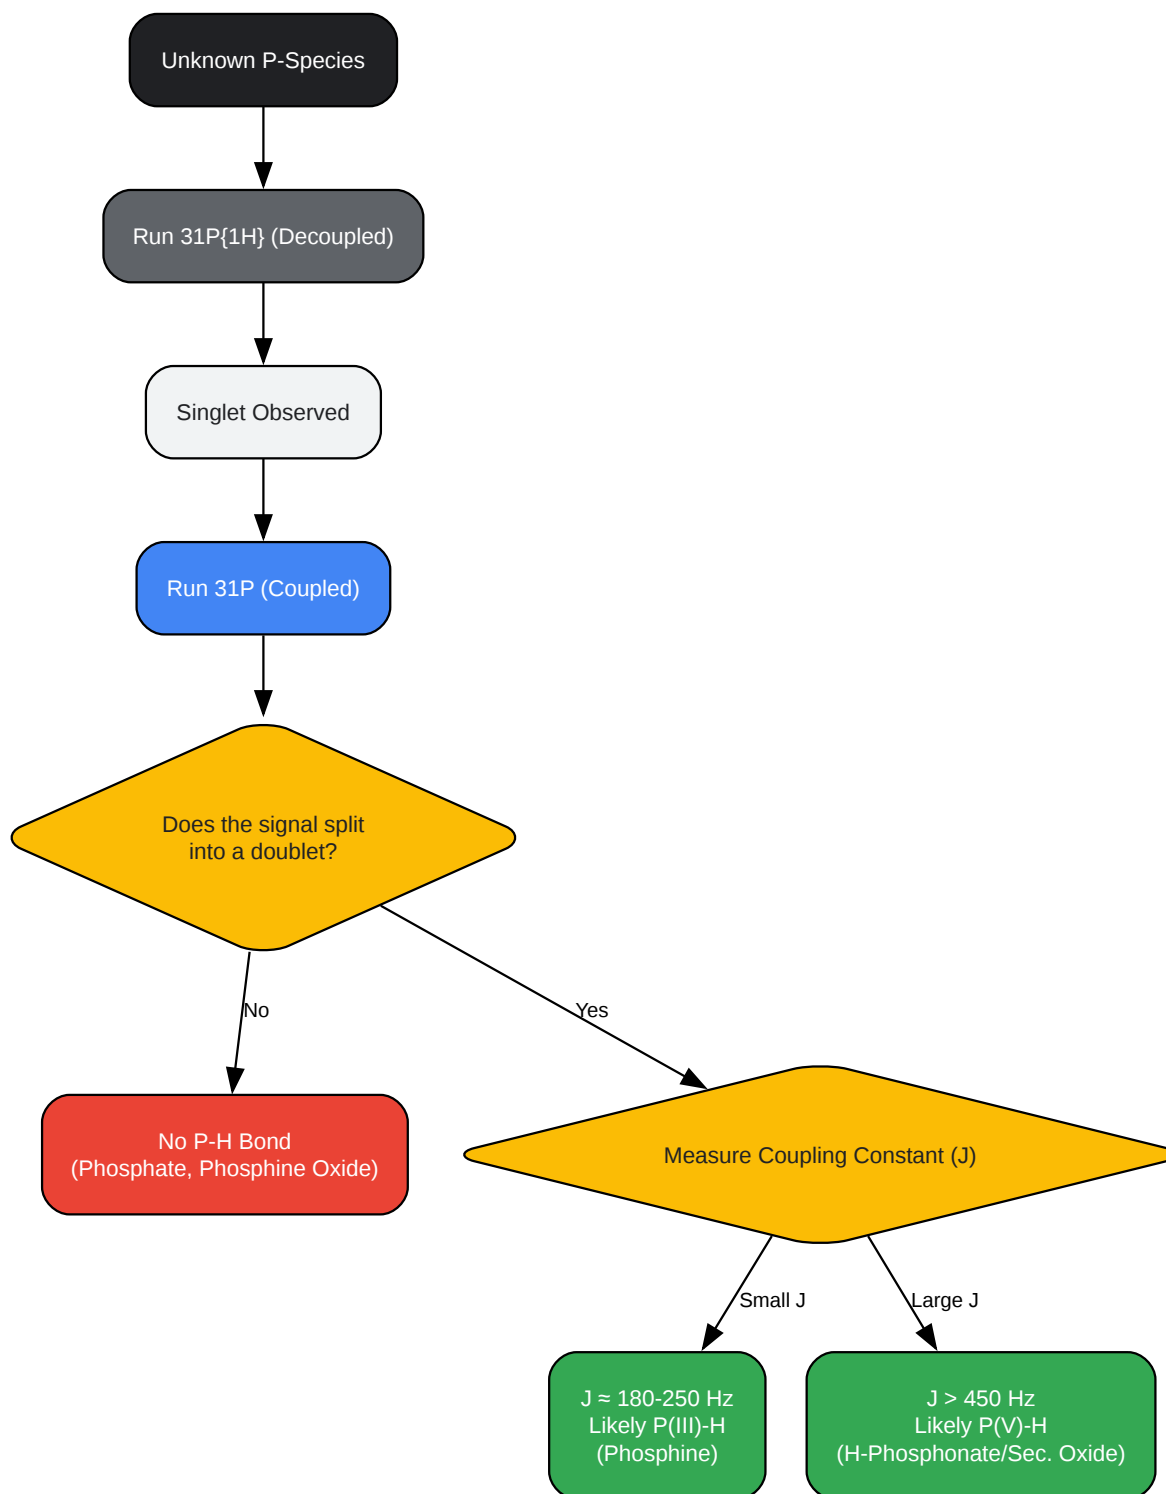 Unknown P-Species
Run 31P{1H} (Decoupled)
Singlet Observed
Run 31P (Coupled)
Does the signal split
into a doublet?
No
Yes
No P-H Bond
(Phosphate, Phosphine Oxide)
Measure Coupling Constant (J)
Small J
Large J
J ≈ 180-250 Hz
Likely P(III)-H
(Phosphine)
J > 450 Hz
Likely P(V)-H
(H-Phosphonate/Sec. Oxide)